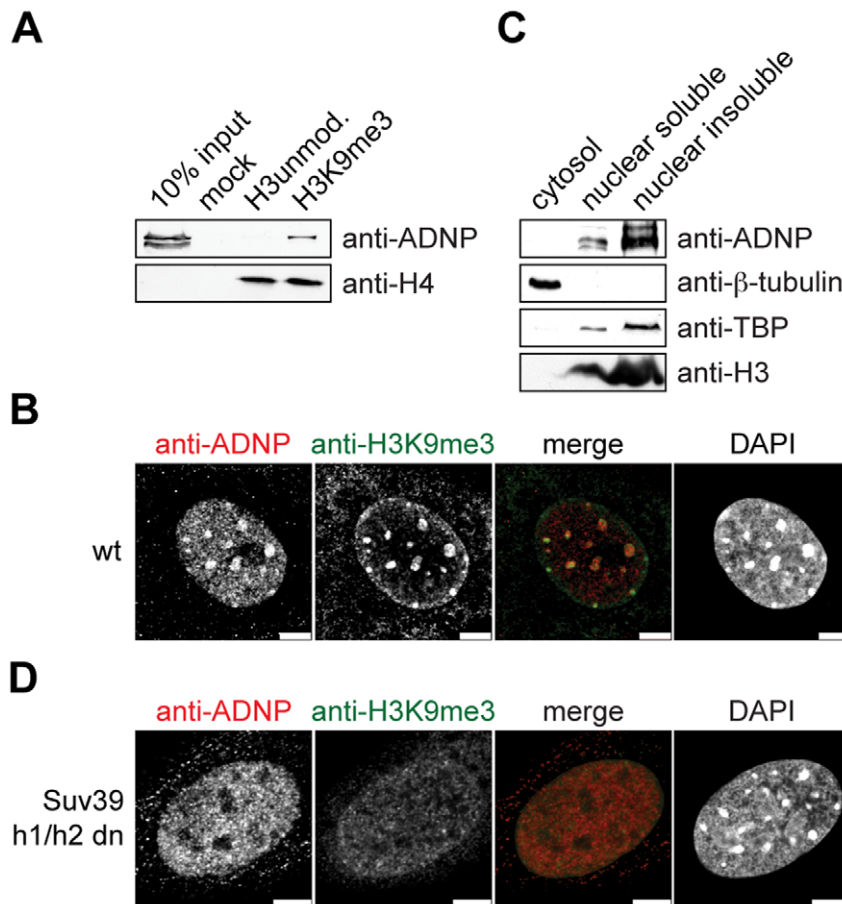 A
10% input
mock
H3unmod.
H3K9me3
anti-ADNP
anti-H4
C
cytosol
nuclear soluble
nuclear insoluble
anti-ADNP
anti-β-tubulin
anti-TBP
anti-H3
B
anti-ADNP anti-H3K9me3 merge DAPI
wt
D
anti-ADNP anti-H3K9me3 merge DAPI
Suv39
h1/h2 dn